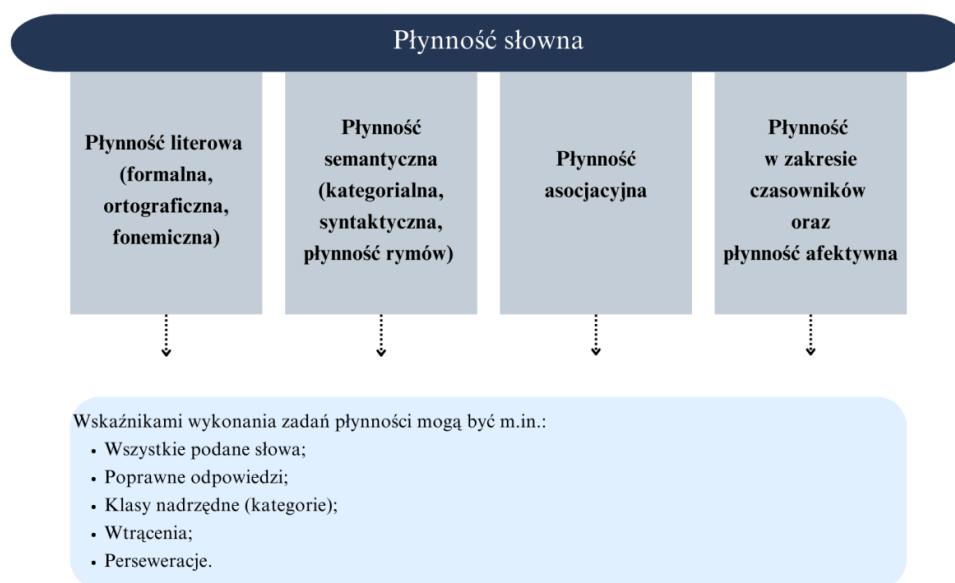 Płynność słowna
Płynność literowa
(formalna,
ortograficzna,
fonemiczna)
Płynność
semantyczna
(kategorialna,
syntaktyczna,
płynność rymów)
Płynność
asocjacyjna
Płynność
w zakresie
czasowników
oraz
płynność afektywna
Wskaźnikami wykonania zadań płynności mogą być m.in.:
• Wszystkie podane słowa;
• Poprawne odpowiedzi;
• Klasy nadrzędne (kategorie);
• Wtrącenia;
• Perseweracje.